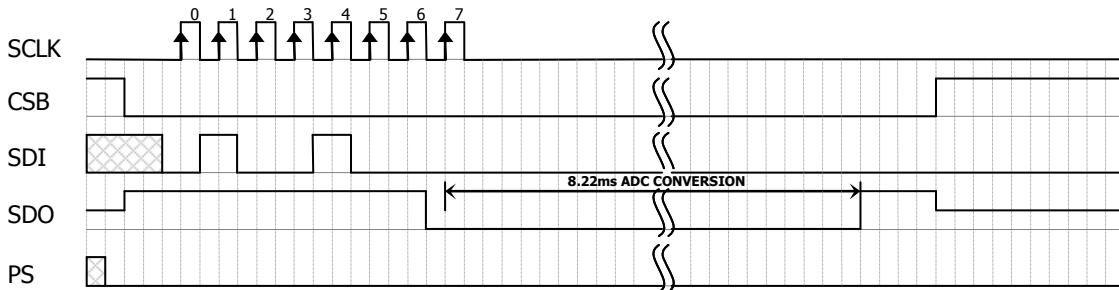 0 1 2 3 4 5 6 7
SCLK
CSB
SDI
8.22ms ADC CONVERSION
SDO
PS